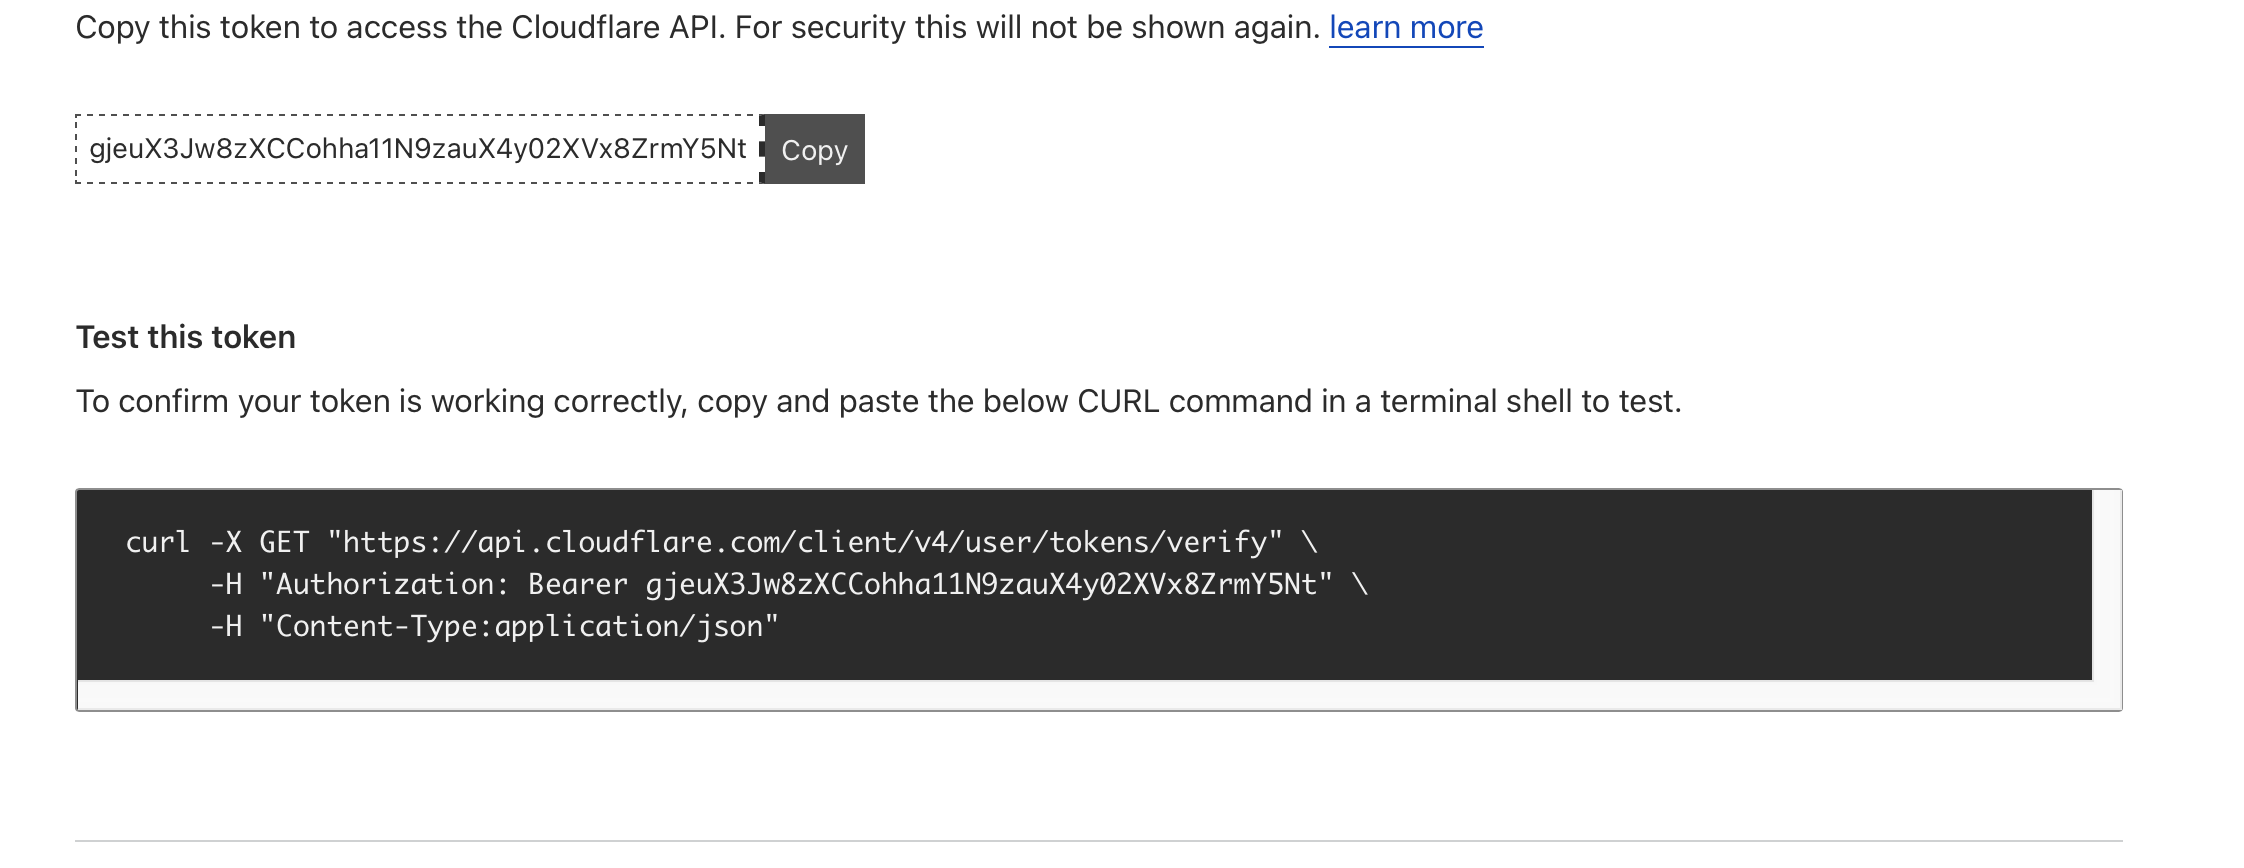 Copy this token to access the Cloudflare API. For security this will not be shown again. learn more
gjeuX3Jw8zXCCohha11N9zauX4y02XVx8ZrmY5Nt Copy
Test this token
To confirm your token is working correctly, copy and paste the below CURL command in a terminal shell to test.
curl -X GET "https://api.cloudflare.com/client/v4/user/tokens/verify" \
     -H "Authorization: Bearer gjeuX3Jw8zXCCohha11N9zauX4y02XVx8ZrmY5Nt" \
     -H "Content-Type:application/json"